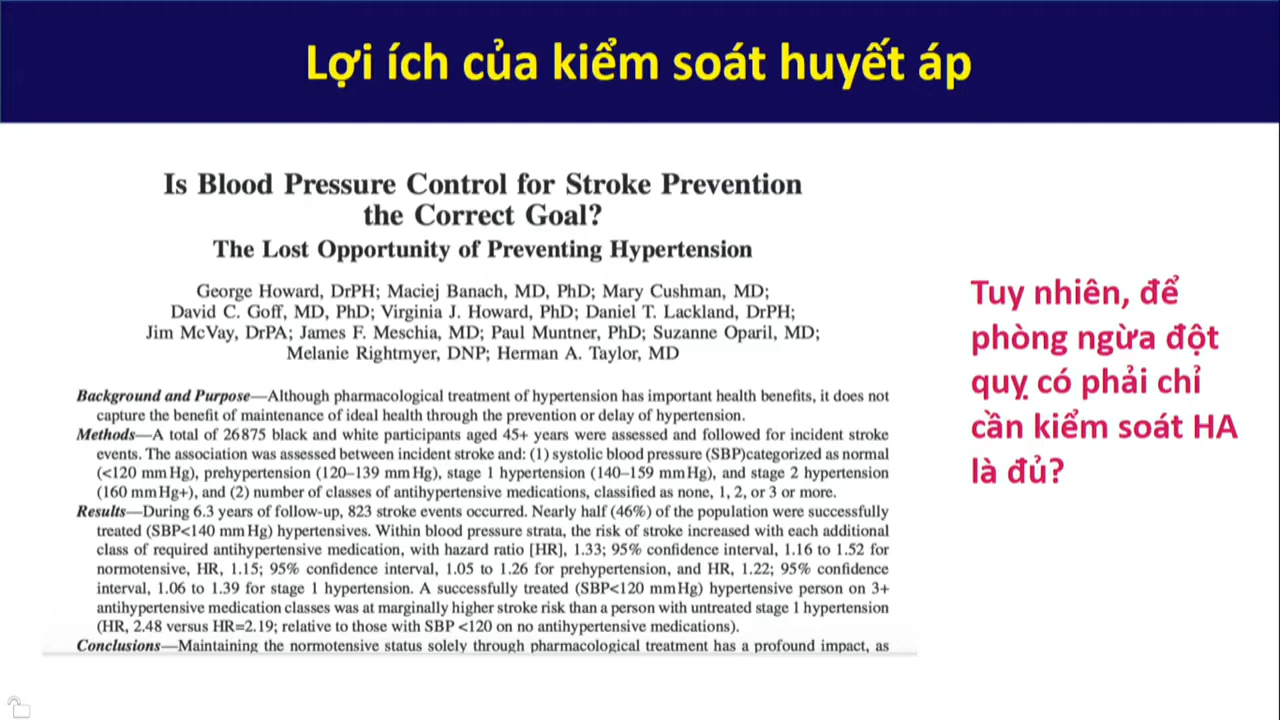 Lợi ích của kiểm soát huyết áp
Is Blood Pressure Control for Stroke Prevention
the Correct Goal?
The Lost Opportunity of Preventing Hypertension
George Howard, DrPH; Maciej Banach, MD, PhD; Mary Cushman, MD;
David C. Goff, MD, PhD; Virginia J. Howard, PhD; Daniel T. Lackland, DrPH;
Jim McVay, DrPA; James F. Meschia, MD; Paul Muntner, PhD; Suzanne Oparil, MD;
Melanie Rightmyer, DNP; Herman A. Taylor, MD
Background and Purpose—Although pharmacological treatment of hypertension has important health benefits, it does not
capture the benefit of maintenance of ideal health through the prevention or delay of hypertension.
Methods—A total of 26 875 black and white participants aged 45+ years were assessed and followed for incident stroke
events. The association was assessed between incident stroke and: (1) systolic blood pressure (SBP)categorized as normal
(<120 mm Hg), prehypertension (120–139 mm Hg), stage 1 hypertension (140–159 mm Hg), and stage 2 hypertension
(160 mm Hg+), and (2) number of classes of antihypertensive medications, classified as none, 1, 2, or 3 or more.
Results—During 6.3 years of follow-up, 823 stroke events occurred. Nearly half (46%) of the population were successfully
treated (SBP<140 mm Hg) hypertensives. Within blood pressure strata, the risk of stroke increased with each additional
class of required antihypertensive medication, with hazard ratio [HR], 1.33; 95% confidence interval, 1.16 to 1.52 for
normotensive, HR, 1.15; 95% confidence interval, 1.05 to 1.26 for prehypertension, and HR, 1.22; 95% confidence
interval, 1.06 to 1.39 for stage 1 hypertension. A successfully treated (SBP<120 mm Hg) hypertensive person on 3+
antihypertensive medication classes was at marginally higher stroke risk than a person with untreated stage 1 hypertension
(HR, 2.48 versus HR=2.19; relative to those with SBP <120 on no antihypertensive medications).
Conclusions—Maintaining the normotensive status solely through pharmacological treatment has a profound impact, as
Tuy nhiên, để
phòng ngừa đột
quỵ có phải chỉ
cần kiểm soát HA
là đủ?